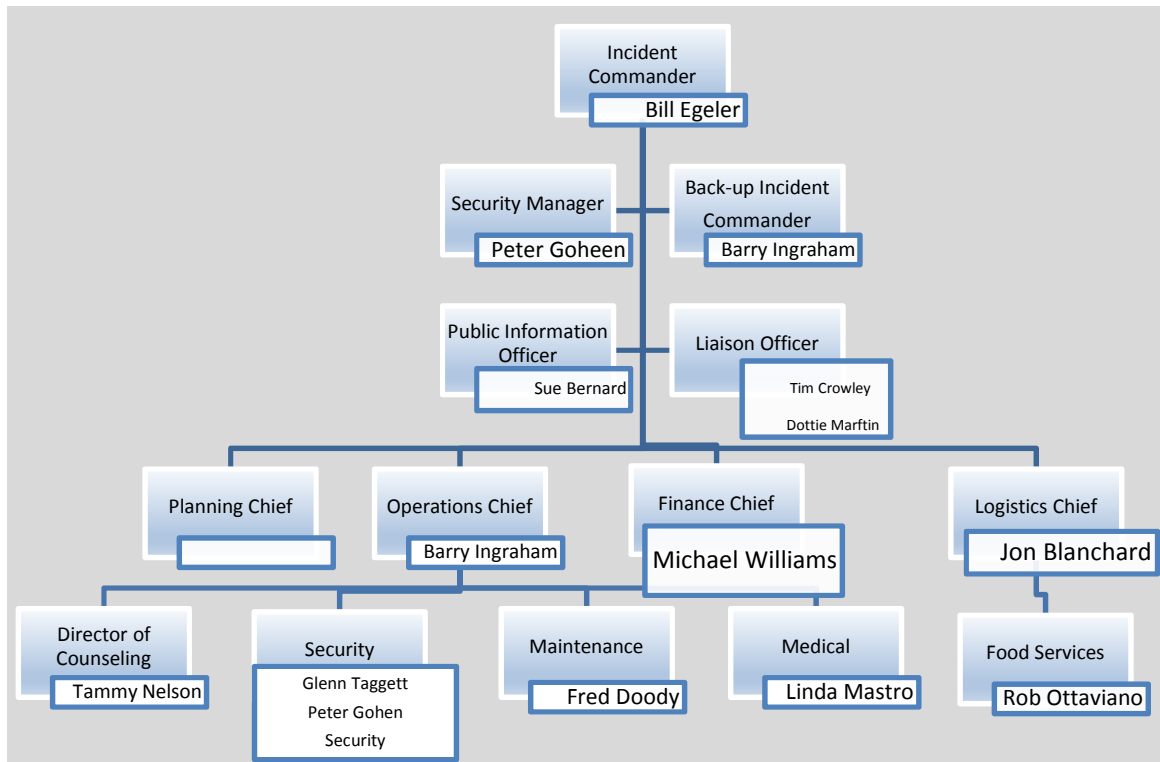 Incident
Commander
Bill Egeler
Security Manager
Peter Goheen
Back-up Incident
Commander
Barry Ingraham
Public Information
Officer
Sue Bernard
Liaison Officer
Tim Crowley
Dottie Marftin
Planning Chief
Operations Chief
Barry Ingraham
Finance Chief
Michael Williams
Logistics Chief
Jon Blanchard
Director of
Counseling
Tammy Nelson
Security
Glenn Taggett
Peter Gohen
Security
Maintenance
Fred Doody
Medical
Linda Mastro
Food Services
Rob Ottaviano